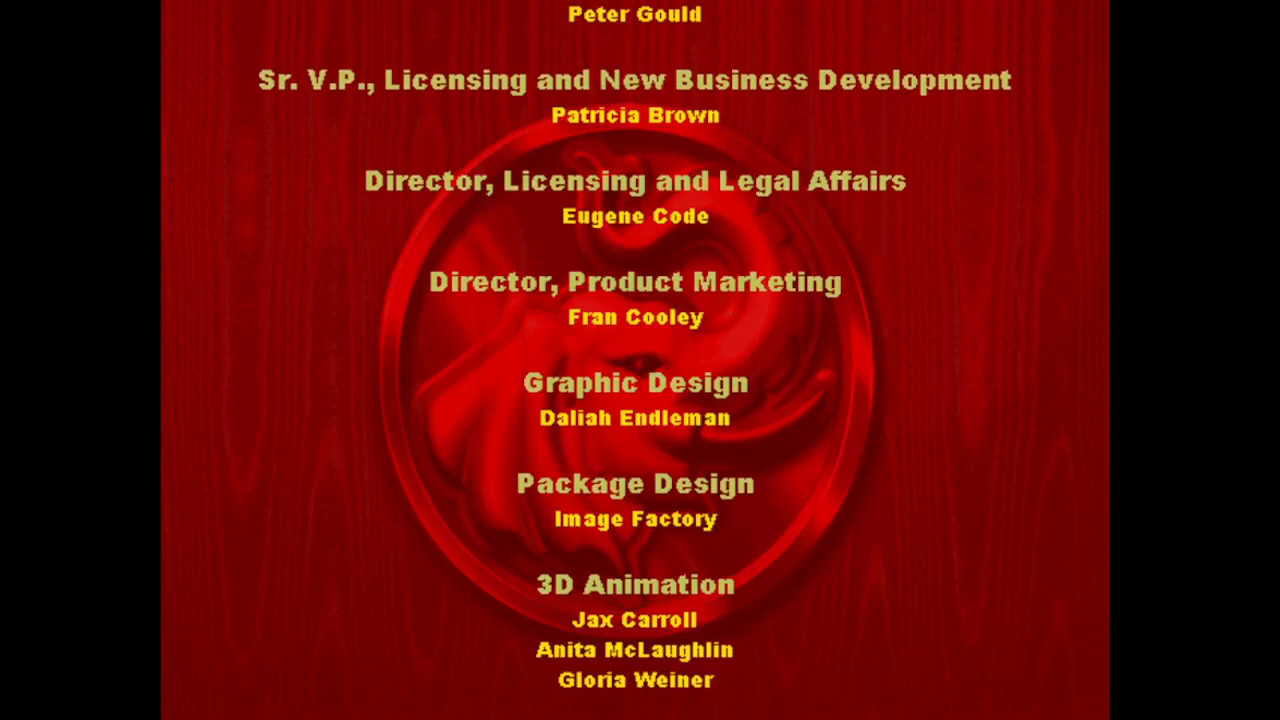 Peter Gould
Sr. V.P., Licensing and New Business Development
Patricia Brown
Director, Licensing and Legal Affairs
Eugene Code
Director, Product Marketing
Fran Cooley
Graphic Design
Daliah Endleman
Package Design
Image Factory
3D Animation
Jax Carroll
Anita McLaughlin
Gloria Weiner